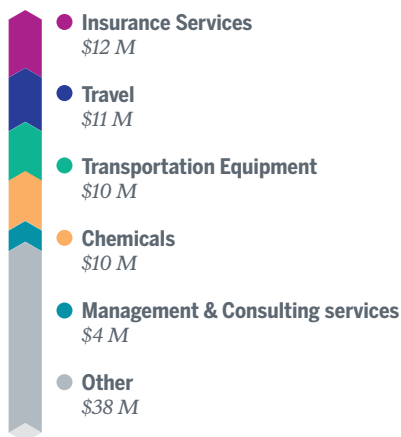 Insurance Services
$12 M
Travel
$11 M
Transportation Equipment
$10 M
Chemicals
$10 M
Management & Consulting services
$4 M
Other
$38 M